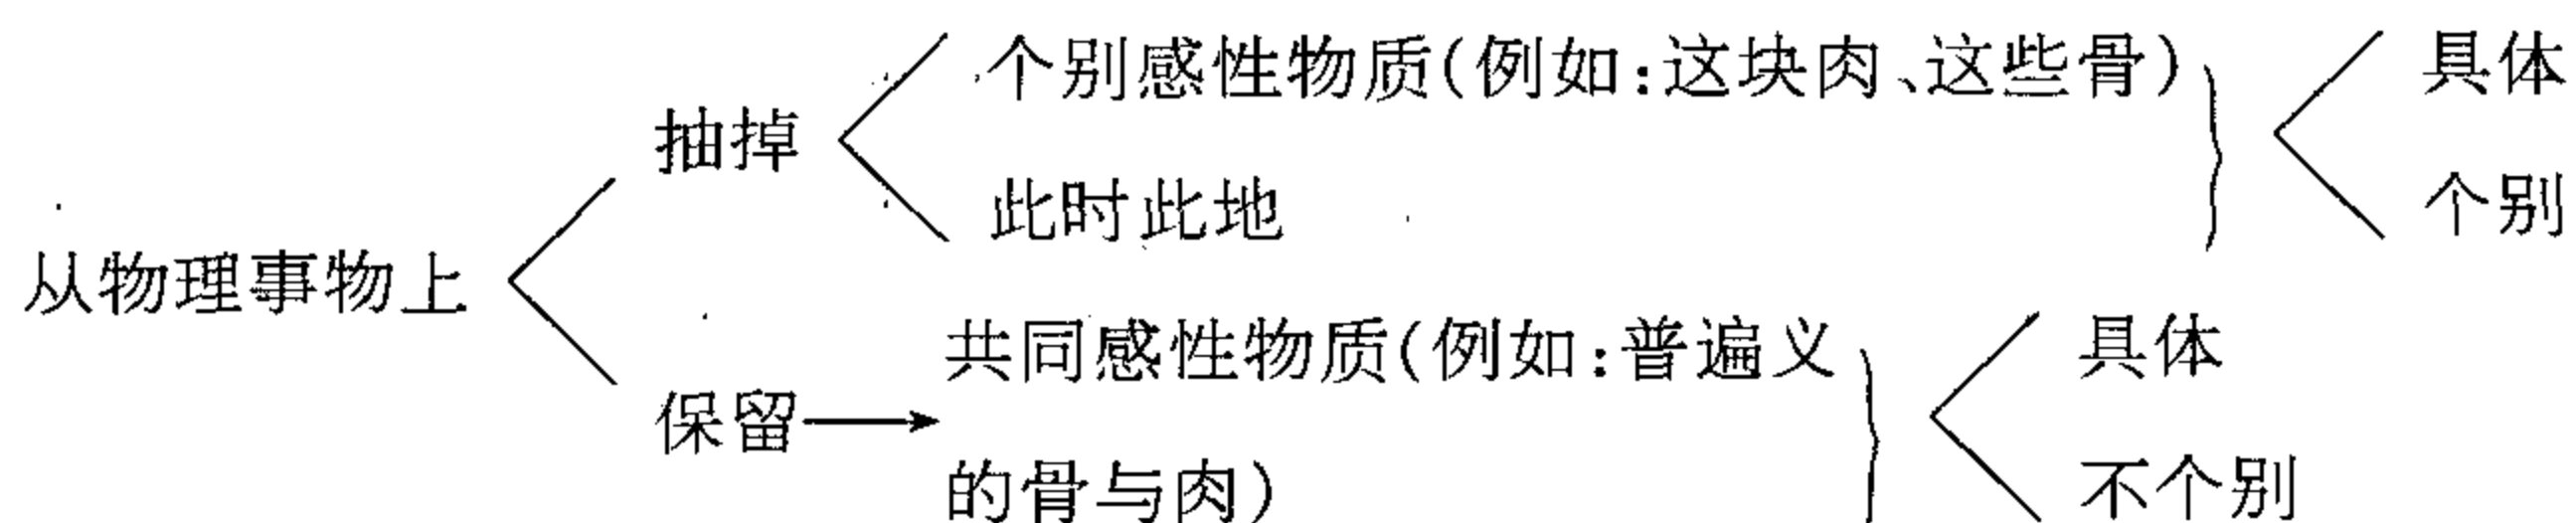 个别感性物质(例如:这块肉、这些骨)
具体
抽掉
此时此地
个别
从物理事物上
共同感性物质(例如:普遍义
具体
保留
的骨与肉)
不个别